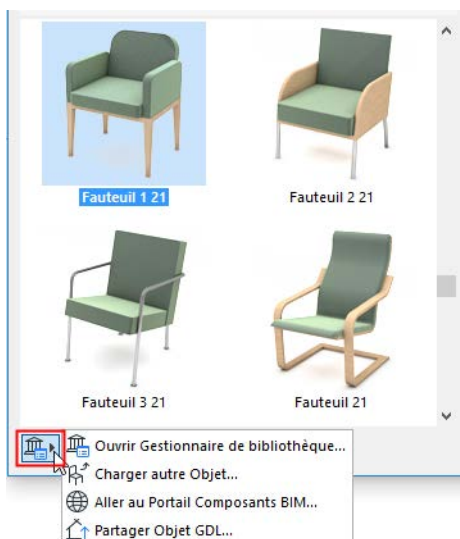 Fauteuil 1 21
Fauteuil 2 21
Fauteuil 3 21
Fauteuil 21
Ouvrir Gestionnaire de bibliothèque...
Charger autre Objet...
Aller au Portail Composants BIM...
Partager Objet GDL...